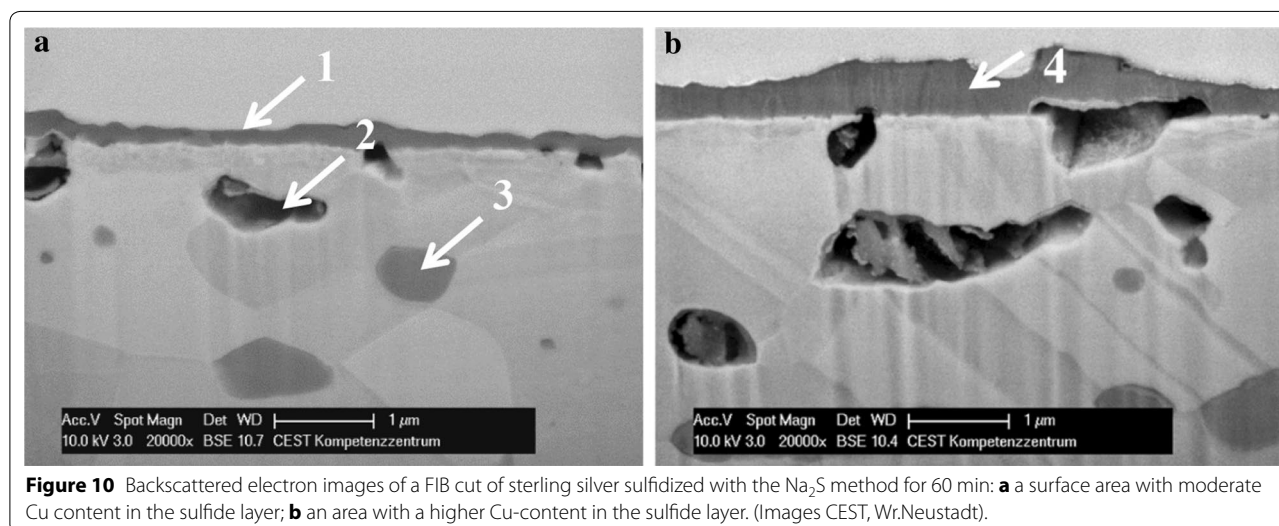 a
1
2
3
Acc.V Spot Magn Det WD 1 µm
10.0 kV 3.0 20000x BSE 10.7 CEST Kompetenzzentrum
b
4
Acc.V Spot Magn Det WD 1 µm
10.0 kV 3.0 20000x BSE 10.4 CEST Kompetenzzentrum
Figure 10 Backscattered electron images of a FIB cut of sterling silver sulfidized with the Na₂S method for 60 min: a a surface area with moderate
Cu content in the sulfide layer; b an area with a higher Cu-content in the sulfide layer. (Images CEST, Wr.Neustadt).